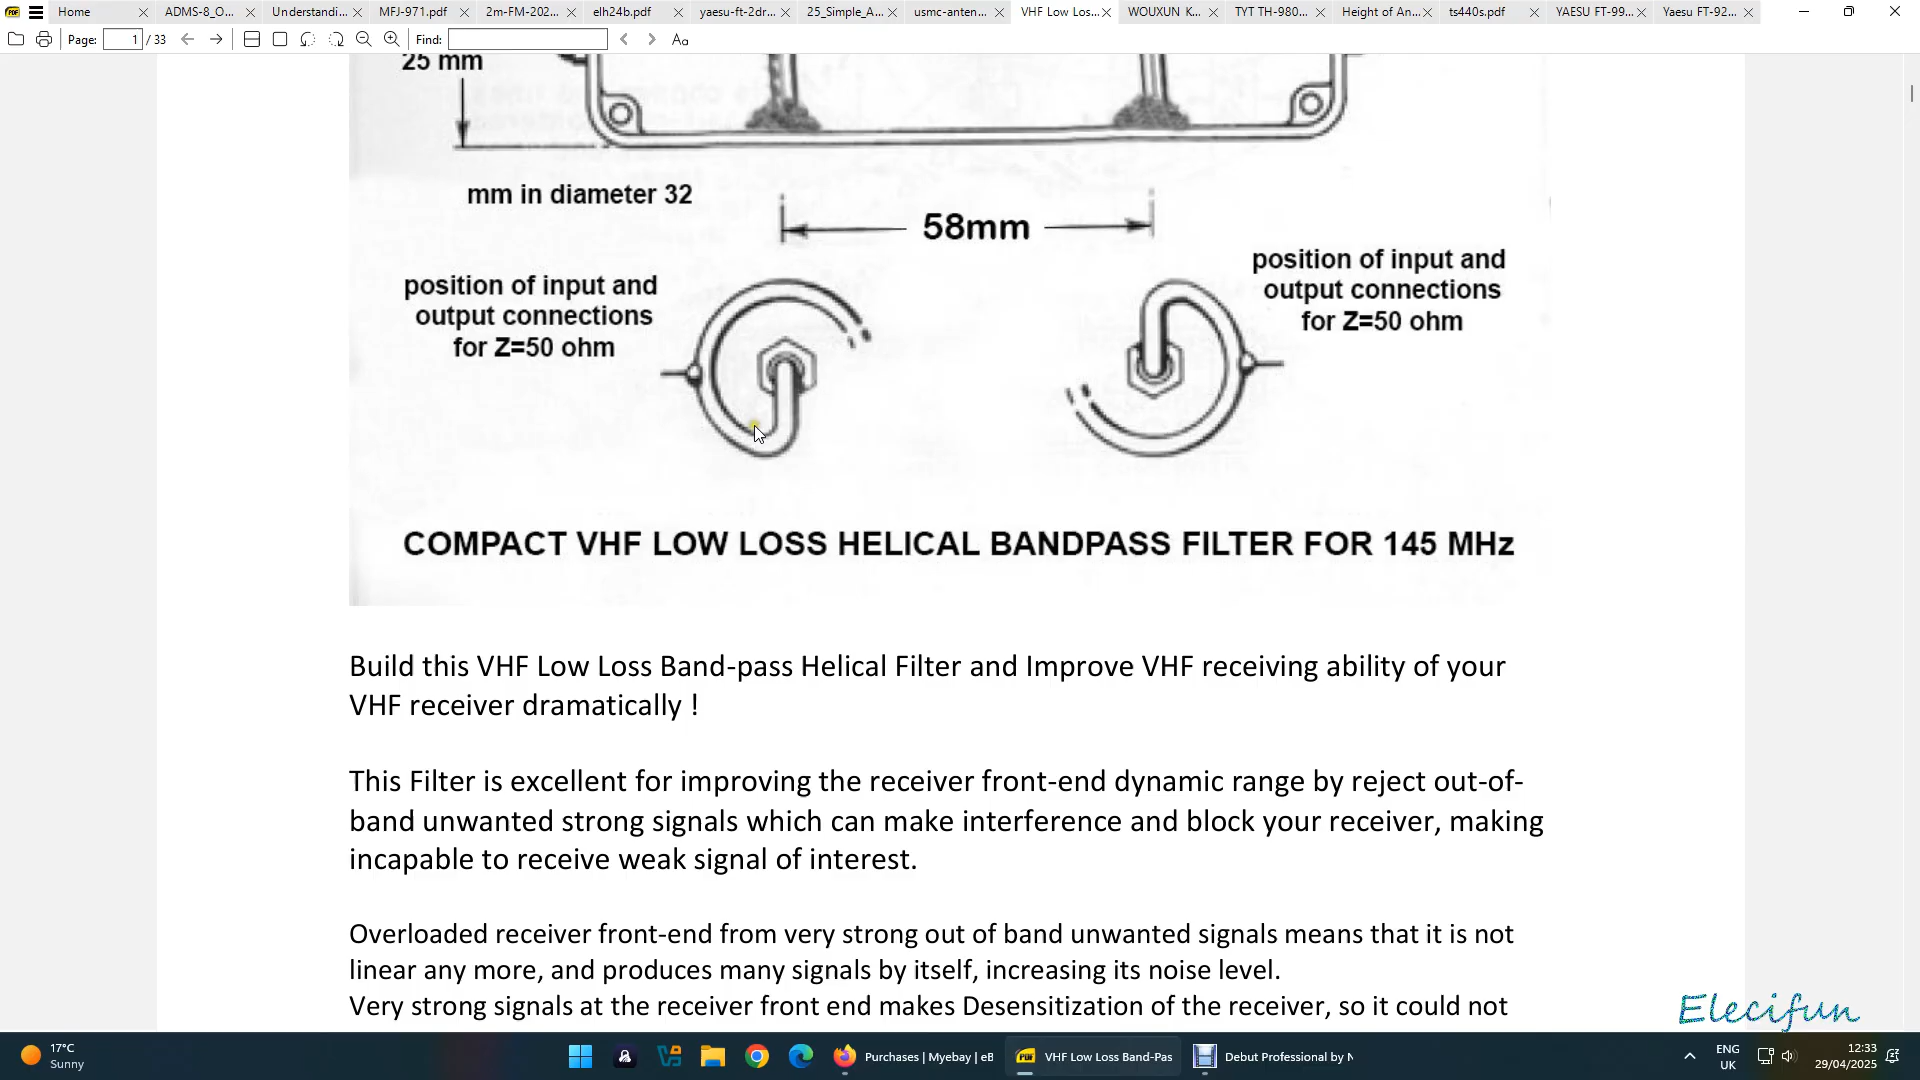 Home
ADMS-8_O...
Understandi...
MFJ-971.pdf
2m-FM-202...
elh24b.pdf
yaesu-ft-2dr...
25_Simple_A...
usmc-anten...
VHF Low Los...
WOUXUN K...
TYT TH-980...
Height of An...
ts440s.pdf
YAESU FT-99...
Yaesu FT-92...
Page: 1 / 33
Find:
Aa
25 mm
mm in diameter 32
58mm
position of input and
output connections
for Z=50 ohm
position of input and
output connections
for Z=50 ohm
COMPACT VHF LOW LOSS HELICAL BANDPASS FILTER FOR 145 MHz
Build this VHF Low Loss Band-pass Helical Filter and Improve VHF receiving ability of your
VHF receiver dramatically !
This Filter is excellent for improving the receiver front-end dynamic range by reject out-of-
band unwanted strong signals which can make interference and block your receiver, making
incapable to receive weak signal of interest.
Overloaded receiver front-end from very strong out of band unwanted signals means that it is not
linear any more, and produces many signals by itself, increasing its noise level.
Very strong signals at the receiver front end makes Desensitization of the receiver, so it could not
Elecifun
17°C
Sunny
Purchases | Myebay | eB
PDF
VHF Low Loss Band-Pas
Debut Professional by N
ENG
UK
12:33
29/04/2025